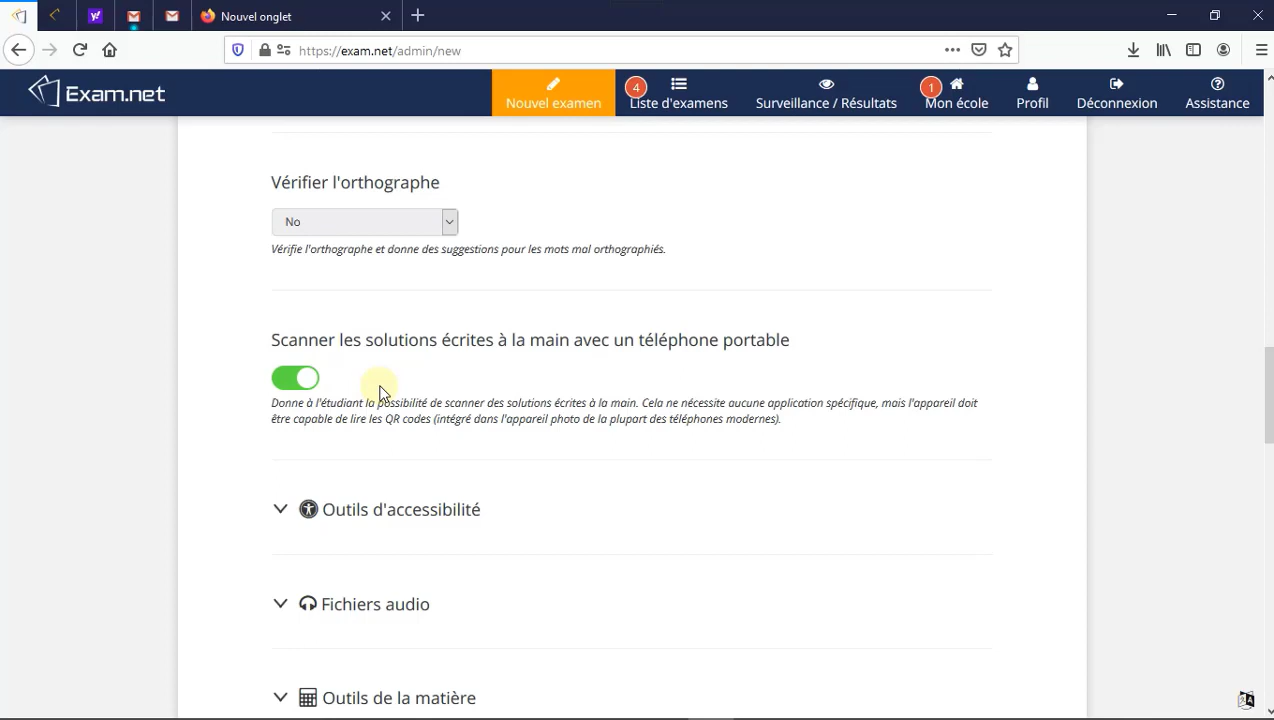 Nouvel onglet
https://exam.net/admin/new
Exam.net
Nouvel examen
4
Liste d'examens
Surveillance / Résultats
1
Mon école
Profil
Déconnexion
Assistance
Vérifier l'orthographe
No
Vérifie l'orthographe et donne des suggestions pour les mots mal orthographiés.
Scanner les solutions écrites à la main avec un téléphone portable
Donne à l'étudiant la possibilité de scanner des solutions écrites à la main. Cela ne nécessite aucune application spécifique, mais l'appareil doit
être capable de lire les QR codes (intégré dans l'appareil photo de la plupart des téléphones modernes).
Outils d'accessibilité
Fichiers audio
Outils de la matière